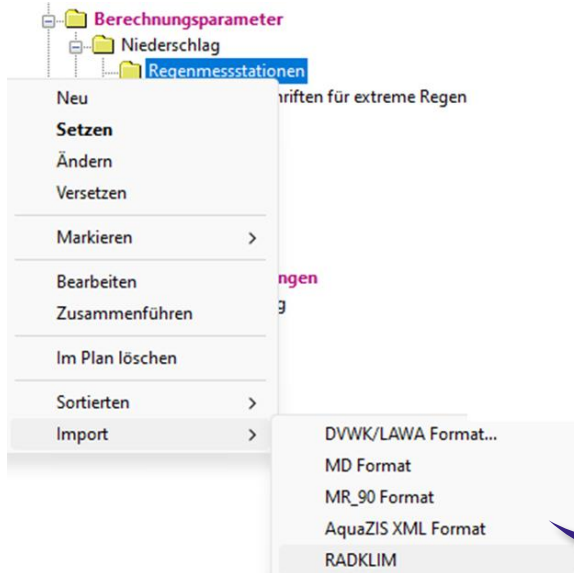 Berechnungsparameter
Niederschlag
Regenmessstationen
Neu
riften für extreme Regen
Setzen
Ändern
Versetzen
Markieren
Bearbeiten
ngen
Zusammenführen
g
Im Plan löschen
Sortierten
Import
DVWK/LAWA Format...
MD Format
MR_90 Format
AquaZIS XML Format
RADKLIM